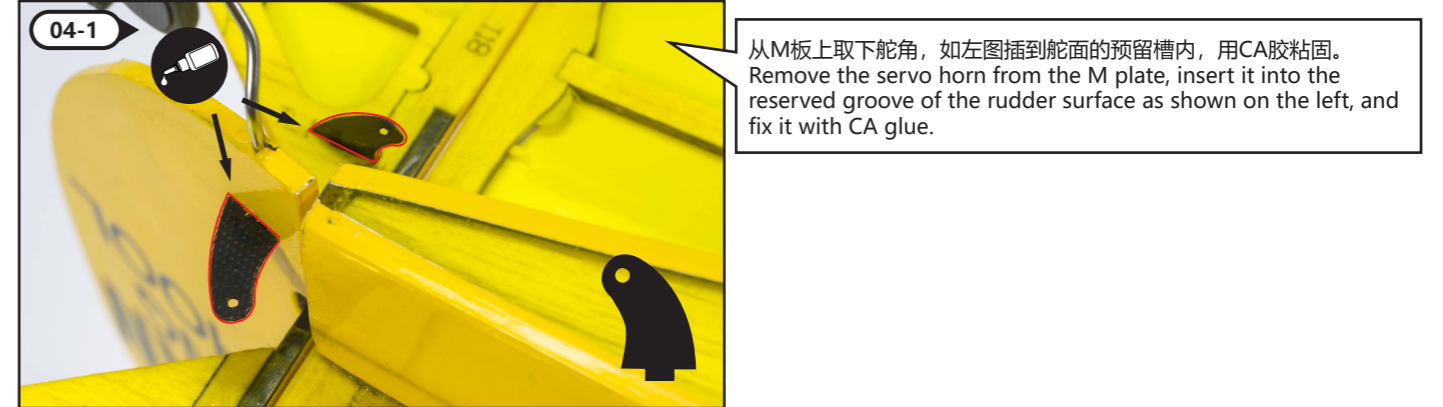 04-1
T18
从M板上取下舵角，如左图插到舵面的预留槽内，用CA胶粘固。
Remove the servo horn from the M plate, insert it into the
reserved groove of the rudder surface as shown on the left, and
fix it with CA glue.